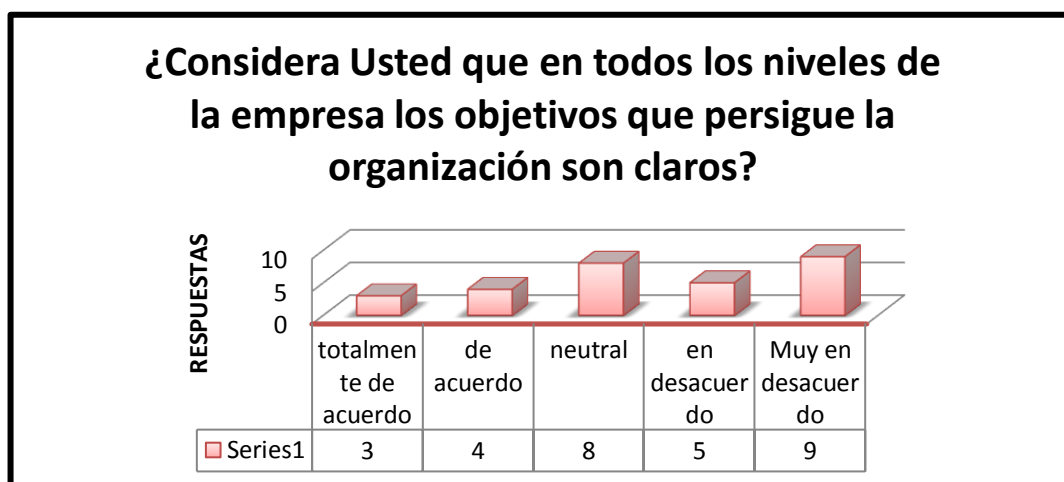 ¿Considera Usted que en todos los niveles de
la empresa los objetivos que persigue la
organización son claros?
RESPUESTAS
10
5
0
totalmen
te de
acuerdo
de
acuerdo
neutral
en
desacuer
do
Muy en
desacuer
do
Series1 3 4 8 5 9